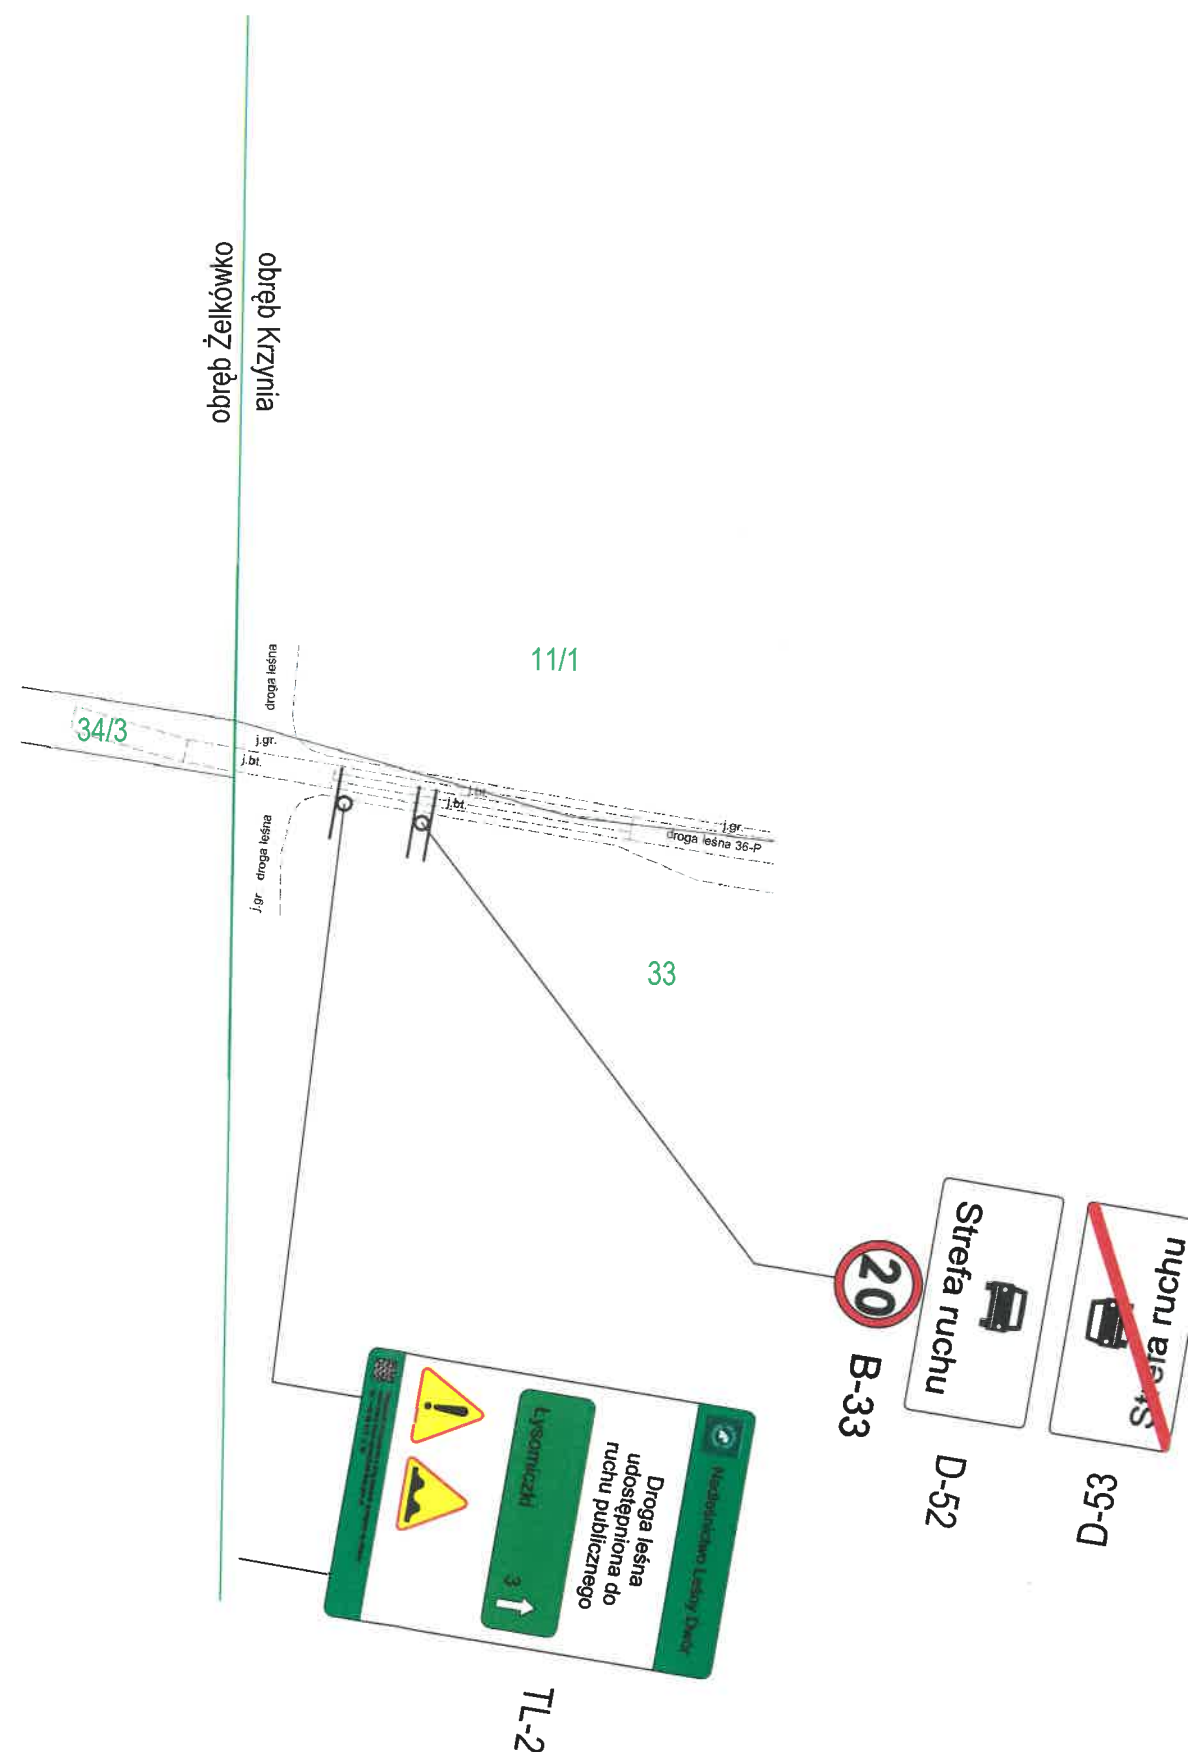 obręb Krzynia
obręb Żelkówko
11/1
droga leśna
34/3
j.gr.
j.bt.
j.bt.
j.bt.
j.gr.
droga leśna 36-P
droga leśna
j.gr
33
Strefa ruchu
D-53
Strefa ruchu
D-52
20
B-33
Nadleśnictwo Leśny Dwór
Droga leśna
udostępniona do
ruchu publicznego
Łysomiczki 3
TL-2